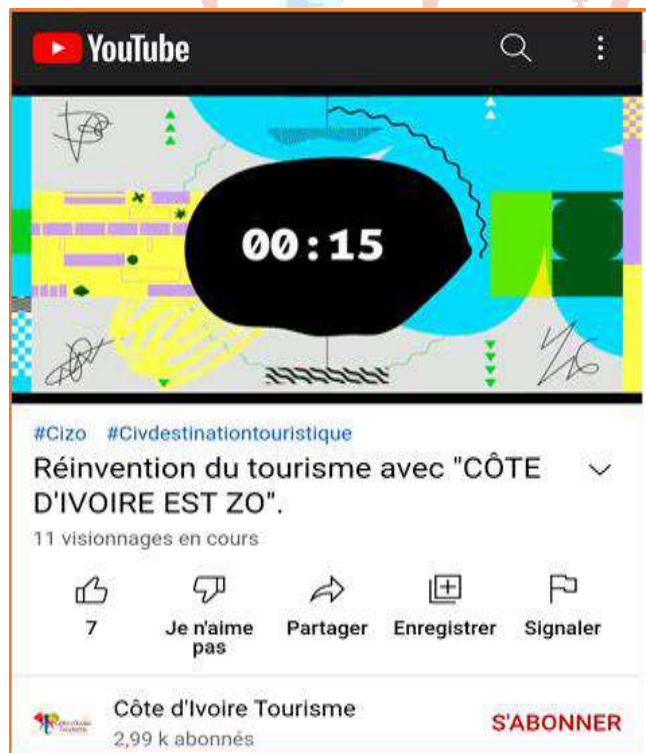 YouTube
00:15
#Cizo #Civdestinationtouristique
Réinvention du tourisme avec "CÔTE
D'IVOIRE EST ZO".
11 visionnages en cours
7 Je n'aime Partager Enregistrer Signaler
pas
Côte d'Ivoire Tourisme
2,99 k abonnés
S'ABONNER